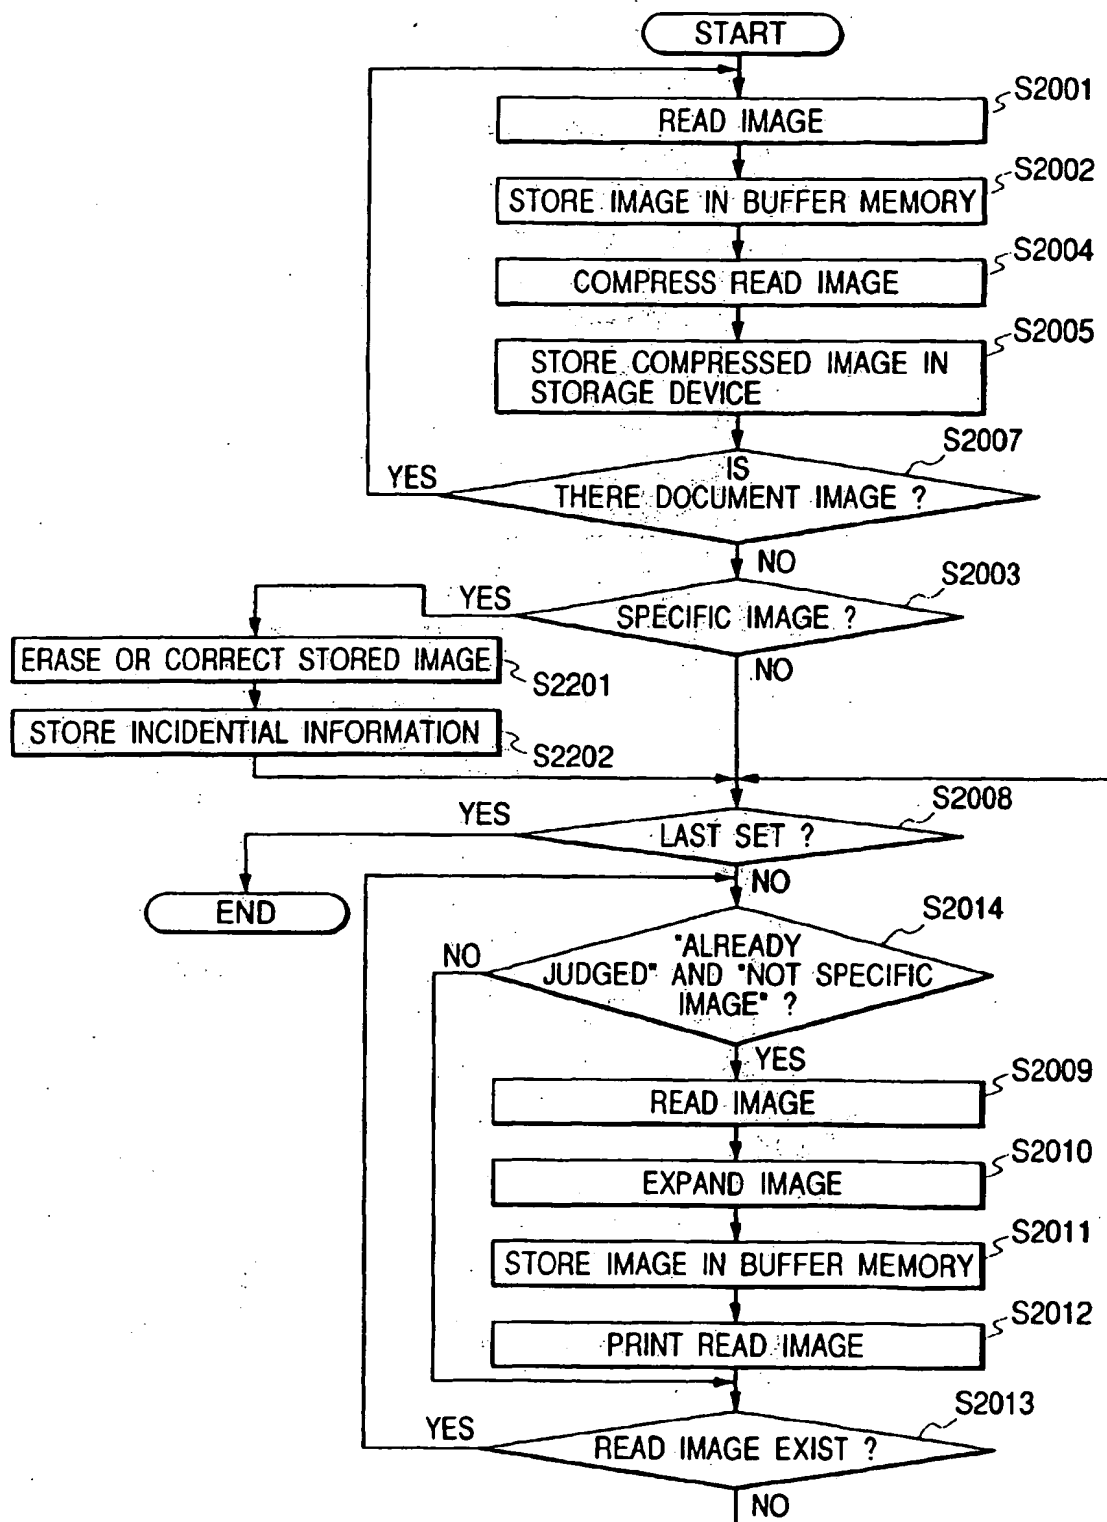 START
S2001
READ IMAGE
S2002
STORE IMAGE IN BUFFER MEMORY
S2004
COMPRESS READ IMAGE
S2005
STORE COMPRESSED IMAGE IN
STORAGE DEVICE
S2007
YES
IS
THERE DOCUMENT IMAGE ?
NO
S2003
YES
SPECIFIC IMAGE ?
NO
ERASE OR CORRECT STORED IMAGE
S2201
STORE INCIDENTIAL INFORMATION
S2202
S2008
YES
LAST SET ?
NO
END
S2014
NO
"ALREADY
JUDGED" AND "NOT SPECIFIC
IMAGE" ?
YES
S2009
READ IMAGE
S2010
EXPAND IMAGE
S2011
STORE IMAGE IN BUFFER MEMORY
S2012
PRINT READ IMAGE
S2013
YES
READ IMAGE EXIST ?
NO